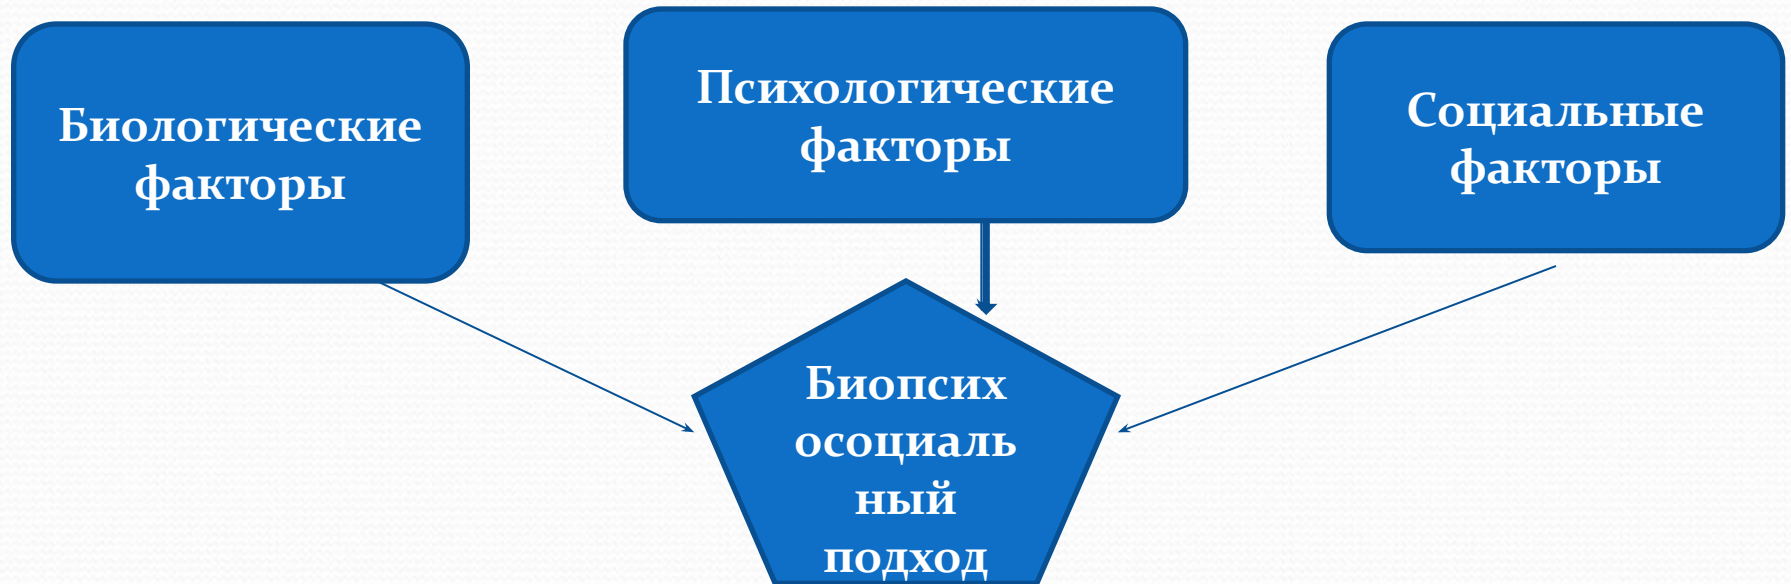 Биологические
факторы
Психологические
факторы
Социальные
факторы
Биопсих
осоциаль
ный
подход